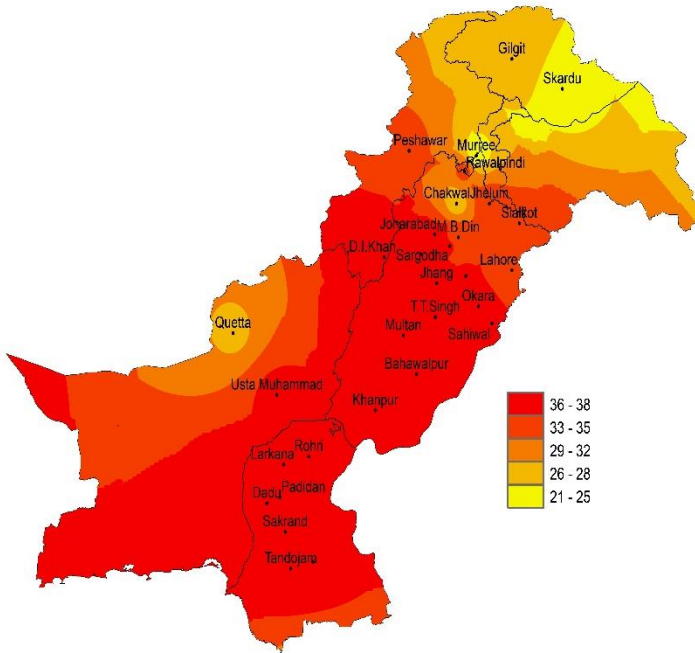 Gilgit
Skardu
Peshawar
Murree
Rawalpindi
Chakwal
Jhelum
Sialkot
Joharabad
M.B.Din
D.I.Khan
Sargodha
Lahore
Jhang
Okara
T.T.Singh
Quetta
Multan
Sahiwal
Bahawalpur
Usta Muhammad
Khanpur
36 - 38
33 - 35
29 - 32
26 - 28
21 - 25
Rohri
Larkana
Padidan
Dadu
Sakrand
Tandojam